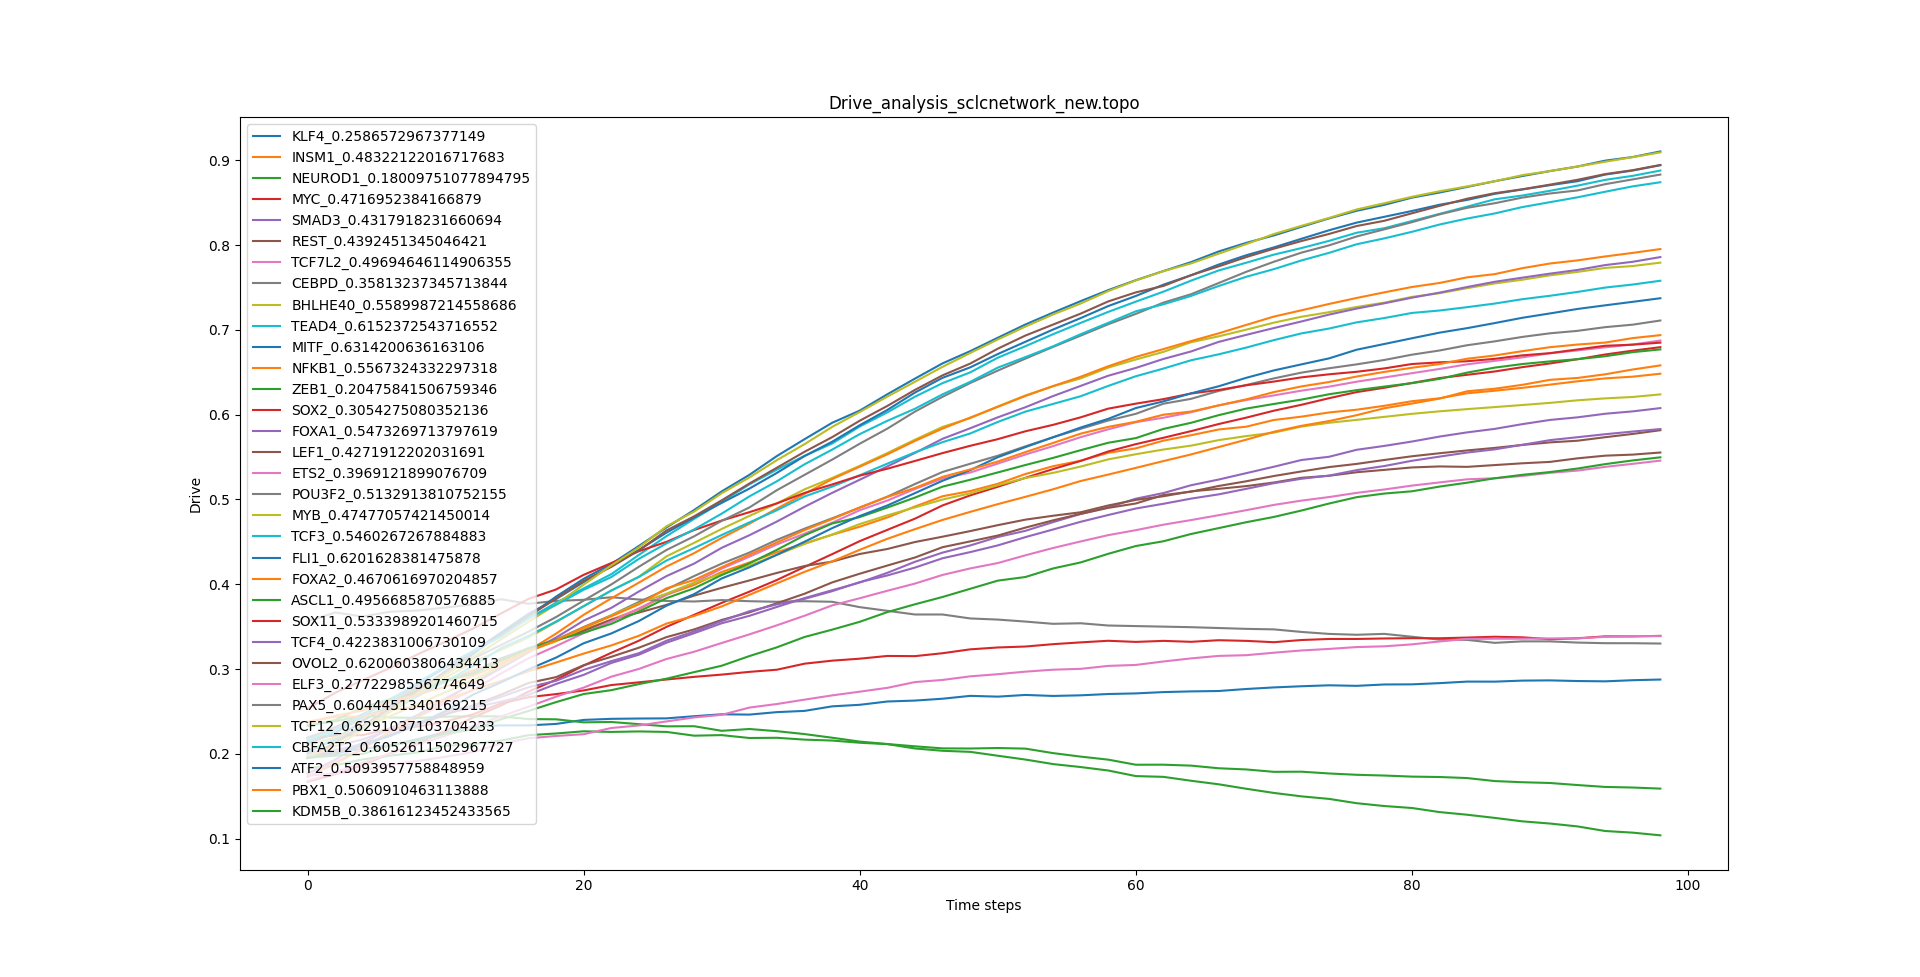 Drive_analysis_sclcnetwork_new.topo
KLF4_0.2586572967377149
INSM1_0.48322122016717683
NEUROD1_0.18009751077894795
MYC_0.4716952384166879
SMAD3_0.4317918231660694
REST_0.4392451345046421
TCF7L2_0.49694646114906355
CEBPD_0.35813237345713844
BHLHE40_0.5589987214558686
TEAD4_0.6152372543716552
MITF_0.6314200636163106
NFKB1_0.5567324332297318
ZEB1_0.20475841506759346
SOX2_0.3054275080352136
FOXA1_0.5473269713797619
LEF1_0.4271912202031691
ETS2_0.3969121899076709
POU3F2_0.5132913810752155
MYB_0.47477057421450014
TCF3_0.5460267267884883
FLI1_0.6201628381475878
FOXA2_0.4670616970204857
ASCL1_0.4956685870576885
SOX11_0.5333989201460715
TCF4_0.4223831006730109
OVOL2_0.6200603806434413
ELF3_0.2772298556774649
PAX5_0.6044451340169215
TCF12_0.6291037103704233
CBFA2T2_0.6052611502967727
ATF2_0.5093957758848959
PBX1_0.5060910463113888
KDM5B_0.38616123452433565
0.9
0.8
0.7
0.6
0.5
0.4
0.3
0.2
0.1
Drive
0 20 40 60 80 100
Time steps